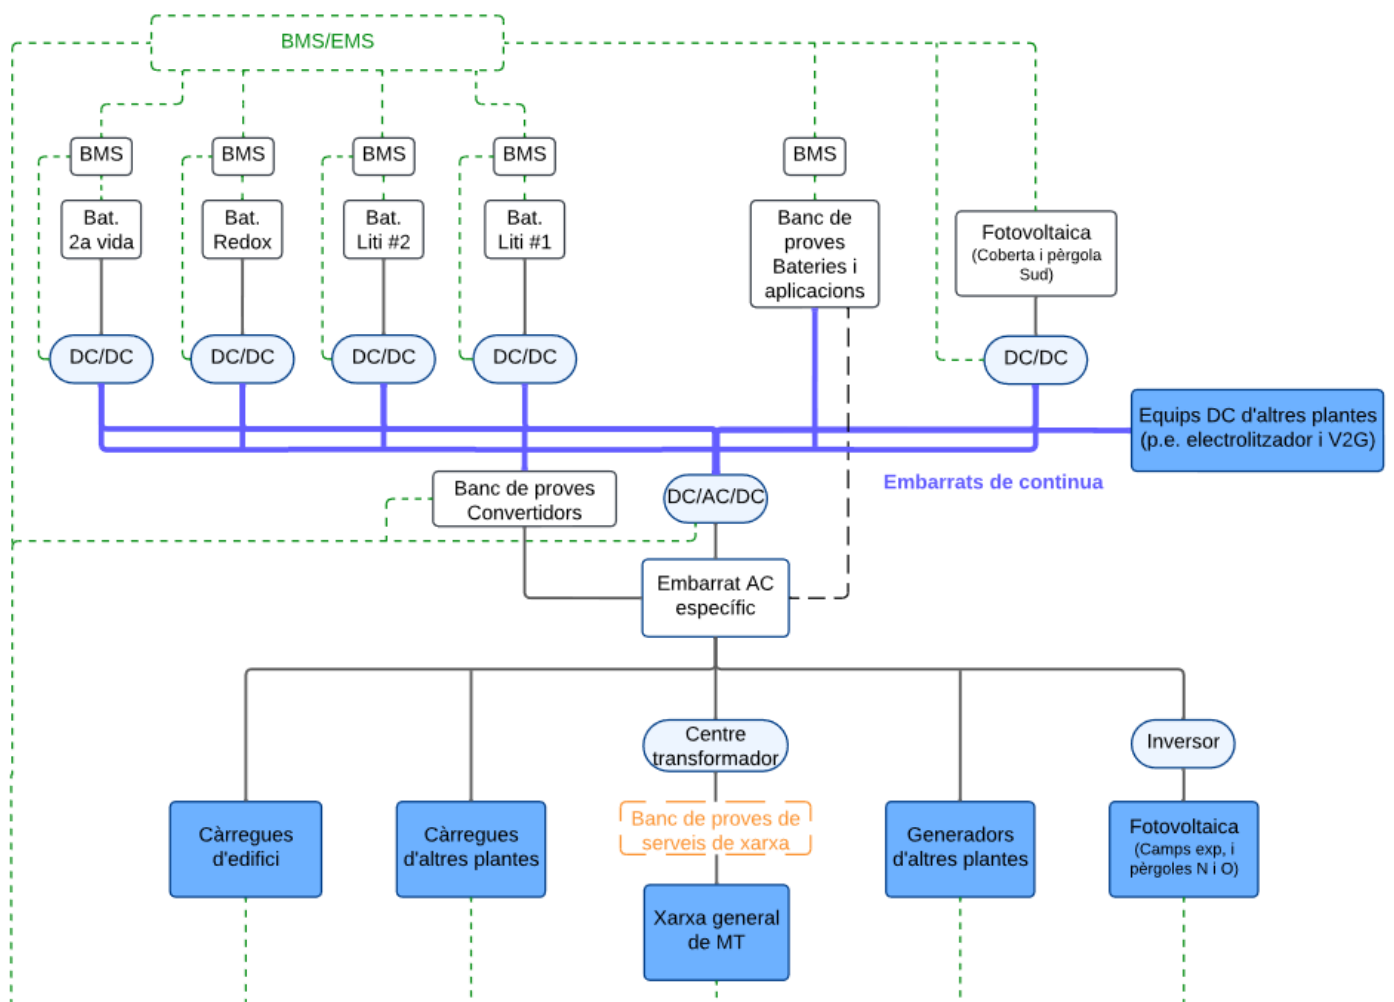 BMS/EMS
BMS
BMS
BMS
BMS
BMS
Bat.
2a vida
Bat.
Redox
Bat.
Liti #2
Bat.
Liti #1
Banc de
proves
Bateries i
aplicacions
Fotovoltaica
(Coberta i pèrgola
Sud)
DC/DC
DC/DC
DC/DC
DC/DC
DC/DC
Equips DC d'altres plantes
(p.e. electrolitzador i V2G)
Embarrats de continua
Banc de proves
Convertidors
DC/AC/DC
Embarrat AC
específic
Centre
transformador
Inversor
Càrregues
d'edifici
Càrregues
d'altres plantes
Banc de proves de
serveis de xarxa
Generadors
d'altres plantes
Fotovoltaica
(Camps exp, i
pèrgoles N i O)
Xarxa general
de MT